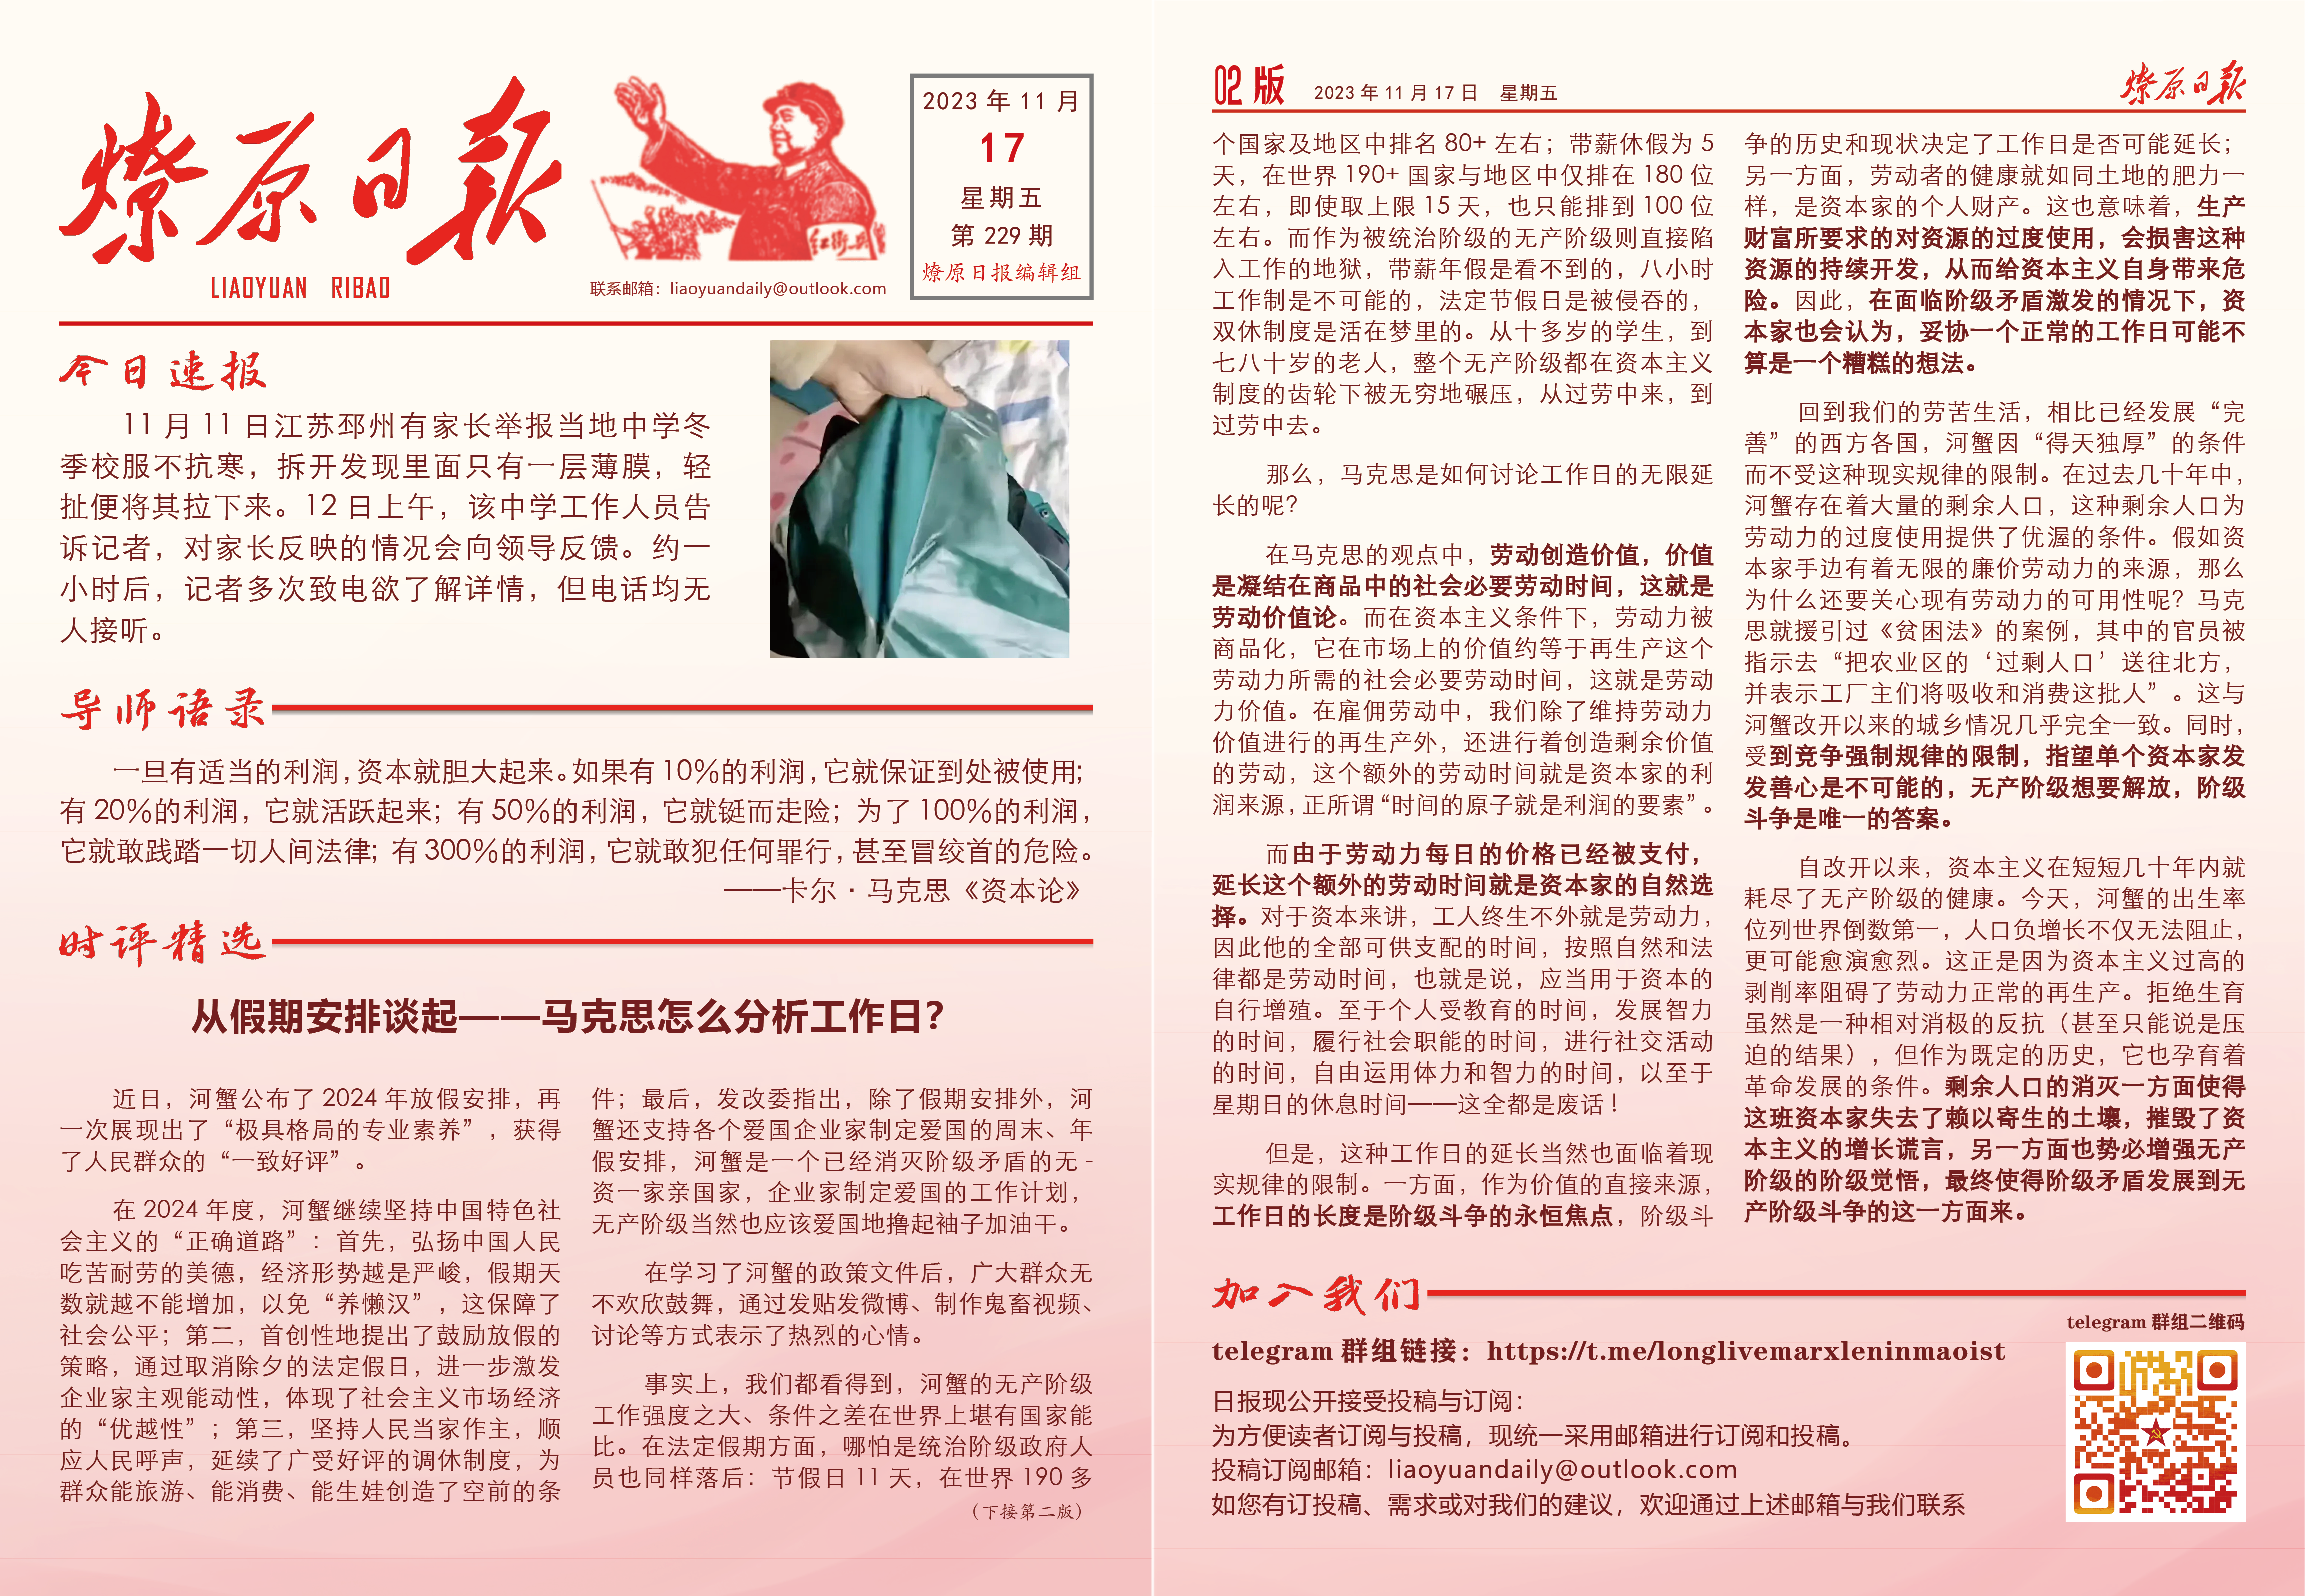 燎原日報
LIAOYUAN RIBAO
红卫兵
联系邮箱：liaoyuandaily@outlook.com
2023 年 11 月
17
星期五
第 229 期
燎原日报编辑组
今日速报
11 月 11 日江苏邳州有家长举报当地中学冬
季校服不抗寒，拆开发现里面只有一层薄膜，轻
扯便将其拉下来。12 日上午，该中学工作人员告
诉记者，对家长反映的情况会向领导反馈。约一
小时后，记者多次致电欲了解详情，但电话均无
人接听。
导师语录
一旦有适当的利润，资本就胆大起来。如果有10％的利润，它就保证到处被使用；
有 20％的利润，它就活跃起来；有 50％的利润，它就铤而走险；为了 100％的利润，
它就敢践踏一切人间法律；有300％的利润，它就敢犯任何罪行，甚至冒绞首的危险。
——卡尔 · 马克思《资本论》
时评精选
从假期安排谈起——马克思怎么分析工作日？
近日，河蟹公布了 2024 年放假安排，再
一次展现出了“极具格局的专业素养”，获得
了人民群众的“一致好评”。
在 2024 年度，河蟹继续坚持中国特色社
会主义的“正确道路”：首先，弘扬中国人民
吃苦耐劳的美德，经济形势越是严峻，假期天
数就越不能增加，以免“养懒汉”，这保障了
社会公平；第二，首创性地提出了鼓励放假的
策略，通过取消除夕的法定假日，进一步激发
企业家主观能动性，体现了社会主义市场经济
的“优越性”；第三，坚持人民当家作主，顺
应人民呼声，延续了广受好评的调休制度，为
群众能旅游、能消费、能生娃创造了空前的条
件；最后，发改委指出，除了假期安排外，河
蟹还支持各个爱国企业家制定爱国的周末、年
假安排，河蟹是一个已经消灭阶级矛盾的无 -
资一家亲国家，企业家制定爱国的工作计划，
无产阶级当然也应该爱国地撸起袖子加油干。
在学习了河蟹的政策文件后，广大群众无
不欢欣鼓舞，通过发贴发微博、制作鬼畜视频、
讨论等方式表示了热烈的心情。
事实上，我们都看得到，河蟹的无产阶级
工作强度之大、条件之差在世界上堪有国家能
比。在法定假期方面，哪怕是统治阶级政府人
员也同样落后：节假日 11 天，在世界 190 多
（下接第二版）
02 版
2023 年 11 月 17 日 星期五
燎原日報
个国家及地区中排名 80+ 左右；带薪休假为 5
天，在世界 190+ 国家与地区中仅排在 180 位
左右，即使取上限 15 天，也只能排到 100 位
左右。而作为被统治阶级的无产阶级则直接陷
入工作的地狱，带薪年假是看不到的，八小时
工作制是不可能的，法定节假日是被侵吞的，
双休制度是活在梦里的。从十多岁的学生，到
七八十岁的老人，整个无产阶级都在资本主义
制度的齿轮下被无穷地碾压，从过劳中来，到
过劳中去。
那么，马克思是如何讨论工作日的无限延
长的呢？
在马克思的观点中，劳动创造价值，价值
是凝结在商品中的社会必要劳动时间，这就是
劳动价值论。而在资本主义条件下，劳动力被
商品化，它在市场上的价值约等于再生产这个
劳动力所需的社会必要劳动时间，这就是劳动
力价值。在雇佣劳动中，我们除了维持劳动力
价值进行的再生产外，还进行着创造剩余价值
的劳动，这个额外的劳动时间就是资本家的利
润来源，正所谓“时间的原子就是利润的要素”。
而由于劳动力每日的价格已经被支付，
延长这个额外的劳动时间就是资本家的自然选
择。对于资本来讲，工人终生不外就是劳动力，
因此他的全部可供支配的时间，按照自然和法
律都是劳动时间，也就是说，应当用于资本的
自行增殖。至于个人受教育的时间，发展智力
的时间，履行社会职能的时间，进行社交活动
的时间，自由运用体力和智力的时间，以至于
星期日的休息时间——这全都是废话！
但是，这种工作日的延长当然也面临着现
实规律的限制。一方面，作为价值的直接来源，
工作日的长度是阶级斗争的永恒焦点，阶级斗
争的历史和现状决定了工作日是否可能延长；
另一方面，劳动者的健康就如同土地的肥力一
样，是资本家的个人财产。这也意味着，生产
财富所要求的对资源的过度使用，会损害这种
资源的持续开发，从而给资本主义自身带来危
险。因此，在面临阶级矛盾激发的情况下，资
本家也会认为，妥协一个正常的工作日可能不
算是一个糟糕的想法。
回到我们的劳苦生活，相比已经发展“完
善”的西方各国，河蟹因“得天独厚”的条件
而不受这种现实规律的限制。在过去几十年中，
河蟹存在着大量的剩余人口，这种剩余人口为
劳动力的过度使用提供了优渥的条件。假如资
本家手边有着无限的廉价劳动力的来源，那么
为什么还要关心现有劳动力的可用性呢？马克
思就援引过《贫困法》的案例，其中的官员被
指示去“把农业区的‘过剩人口’送往北方，
并表示工厂主们将吸收和消费这批人”。这与
河蟹改开以来的城乡情况几乎完全一致。同时，
受到竞争强制规律的限制，指望单个资本家发
发善心是不可能的，无产阶级想要解放，阶级
斗争是唯一的答案。
自改开以来，资本主义在短短几十年内就
耗尽了无产阶级的健康。今天，河蟹的出生率
位列世界倒数第一，人口负增长不仅无法阻止，
更可能愈演愈烈。这正是因为资本主义过高的
剥削率阻碍了劳动力正常的再生产。拒绝生育
虽然是一种相对消极的反抗（甚至只能说是压
迫的结果），但作为既定的历史，它也孕育着
革命发展的条件。剩余人口的消灭一方面使得
这班资本家失去了赖以寄生的土壤，摧毁了资
本主义的增长谎言，另一方面也势必增强无产
阶级的阶级觉悟，最终使得阶级矛盾发展到无
产阶级斗争的这一方面来。
加入我们
telegram 群组链接：https://t.me/longlivemarxleninmaoist
日报现公开接受投稿与订阅：
为方便读者订阅与投稿，现统一采用邮箱进行订阅和投稿。
投稿订阅邮箱：liaoyuandaily@outlook.com
如您有订投稿、需求或对我们的建议，欢迎通过上述邮箱与我们联系
telegram 群组二维码